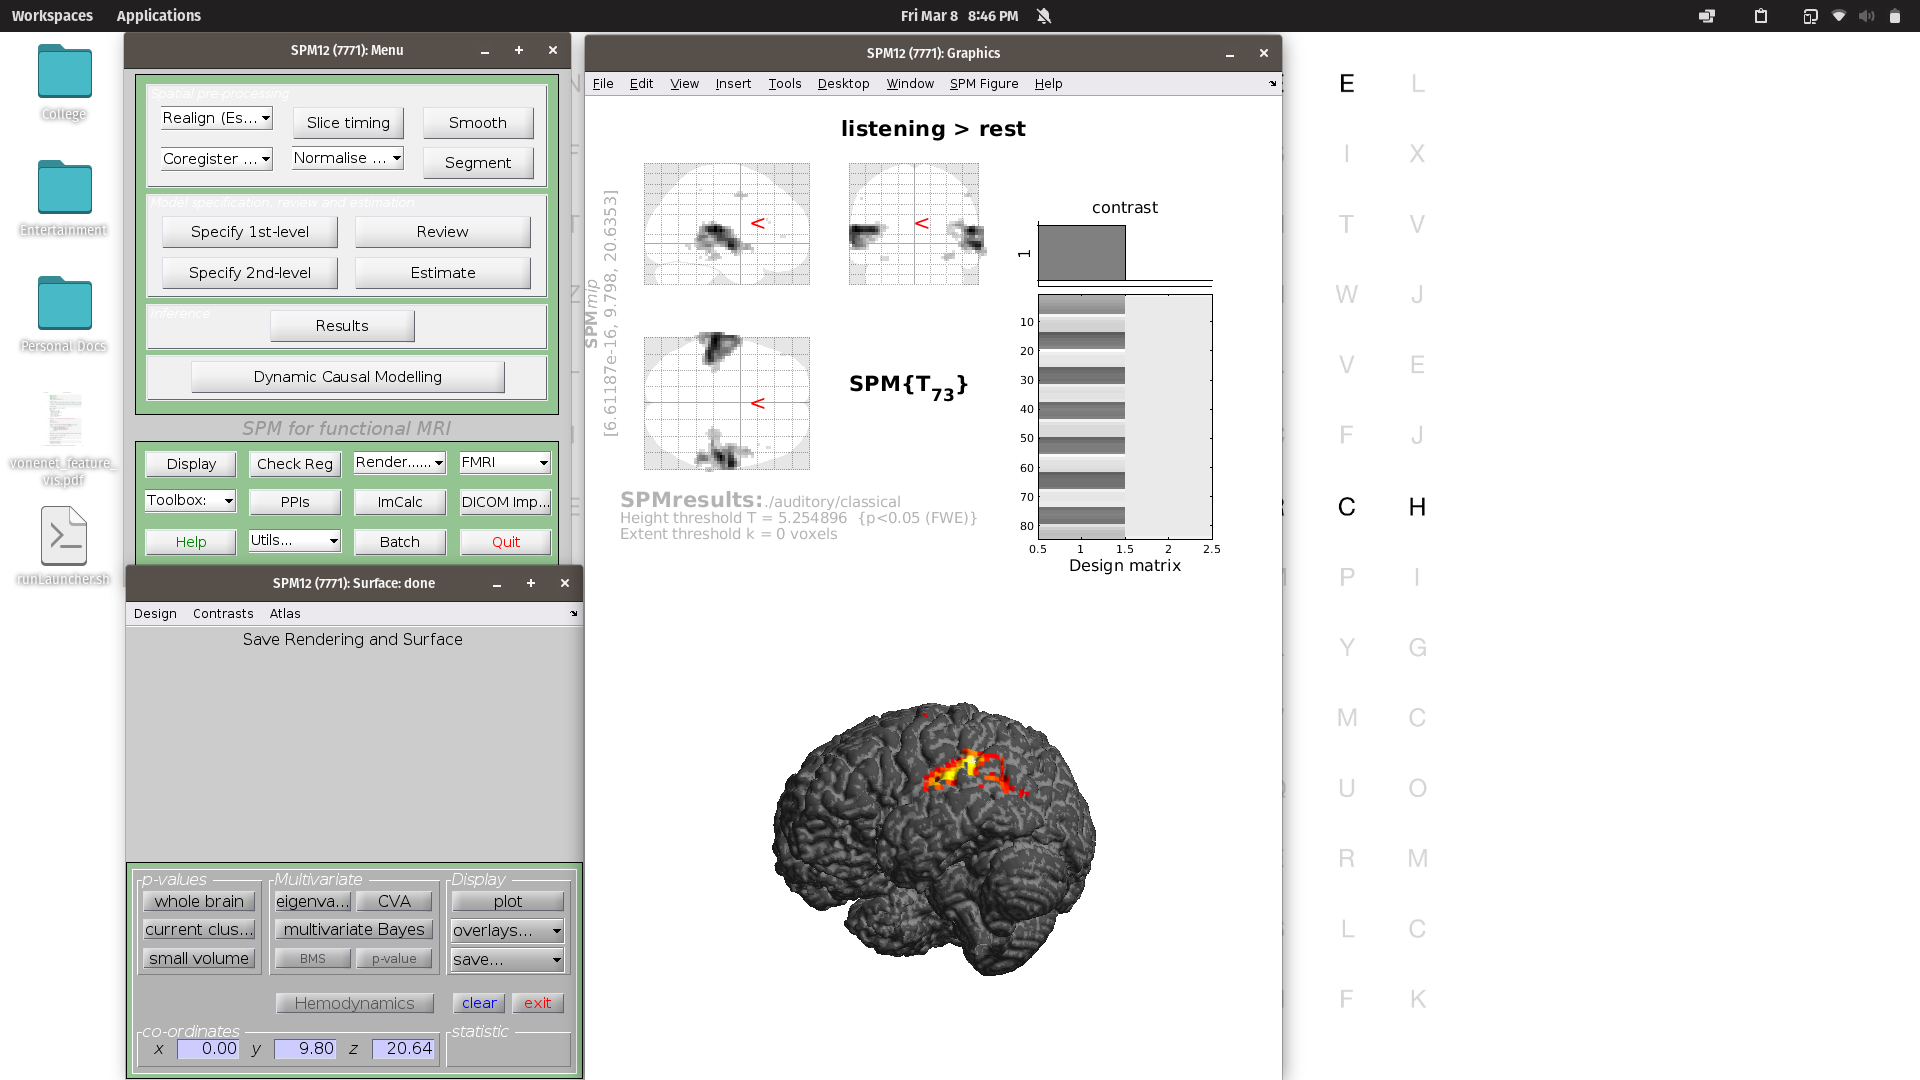 Workspaces Applications Fri Mar 8 8:46 PM
College
Entertainment
Personal Docs
vonenet_feature_
vis.pdf
runLauncher.sh
SPM12 (7771): Menu
Spatial pre-processing
Realign (Es... Slice timing Smooth
Coregister ... Normalise ... Segment
Model specification, review and estimation
Specify 1st-level Review
Specify 2nd-level Estimate
Inference
Results
Dynamic Causal Modelling
SPM for functional MRI
Display Check Reg Render...... FMRI
Toolbox: PPIs ImCalc DICOM Imp...
Help Utils... Batch Quit
SPM12 (7771): Surface: done
Design Contrasts Atlas
Save Rendering and Surface
p-values Multivariate Display
whole brain eigenva... CVA plot
current clus... multivariate Bayes overlays...
small volume BMS p-value save...
Hemodynamics clear exit
co-ordinates statistic
x 0.00 y 9.80 z 20.64
SPM12 (7771): Graphics
File Edit View Insert Tools Desktop Window SPM Figure Help
listening > rest
SPMmip
[6.61187e-16, 9.798, 20.6353]
<
<
<
SPM{T73}
contrast
1
10
20
30
40
50
60
70
80
0.5 1 1.5 2 2.5
Design matrix
SPMresults: ./auditory/classical
Height threshold T = 5.254896 {p<0.05 (FWE)}
Extent threshold k = 0 voxels
E L
I X
T V
W J
V E
F J
C H
P I
Y G
M C
U O
R M
L C
F K